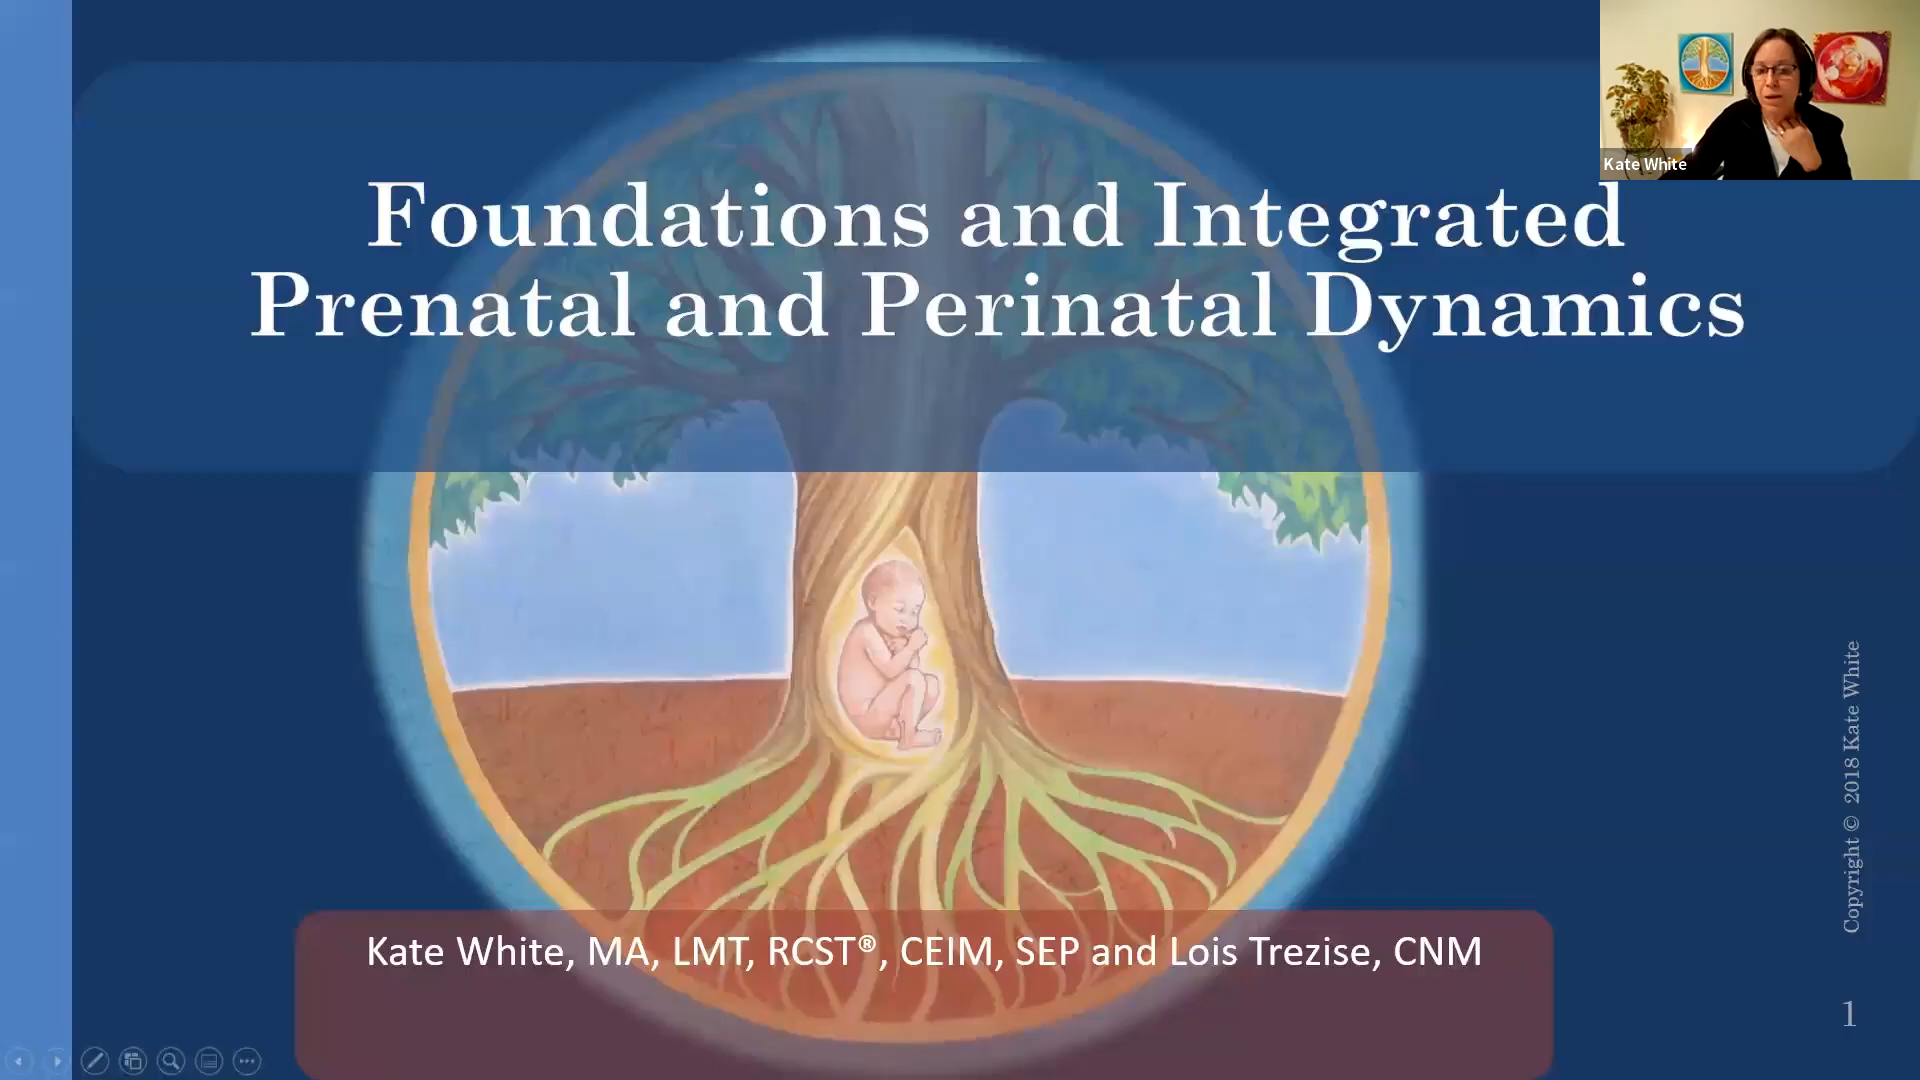 Foundations and Integrated
Prenatal and Perinatal Dynamics
Kate White
Kate White, MA, LMT, RCST®, CEIM, SEP and Lois Trezise, CNM
Copyright © 2018 Kate White
1